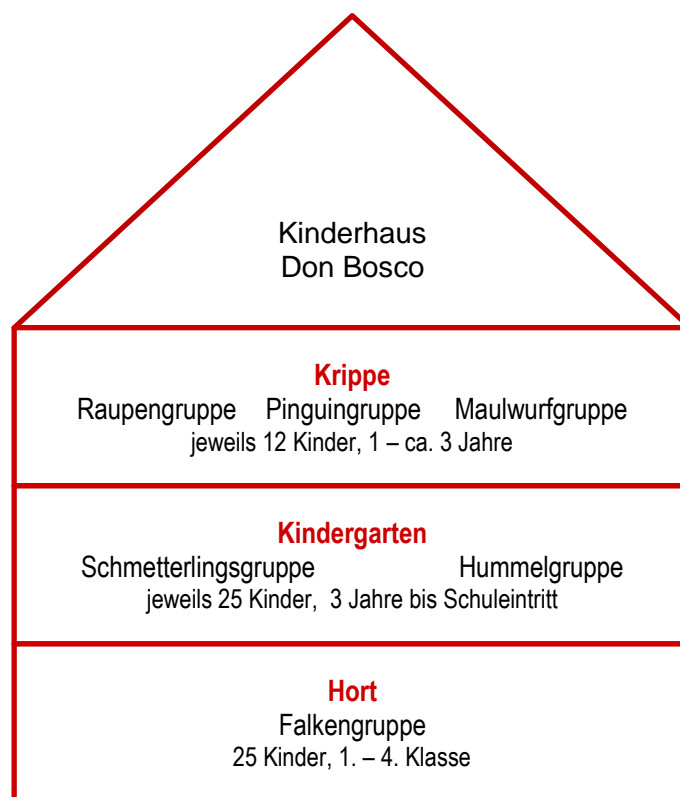 Kinderhaus
Don Bosco
Krippe
Raupengruppe Pinguingruppe Maulwurfgruppe
jeweils 12 Kinder, 1 – ca. 3 Jahre
Kindergarten
Schmetterlingsgruppe Hummelgruppe
jeweils 25 Kinder, 3 Jahre bis Schuleintritt
Hort
Falkengruppe
25 Kinder, 1. – 4. Klasse